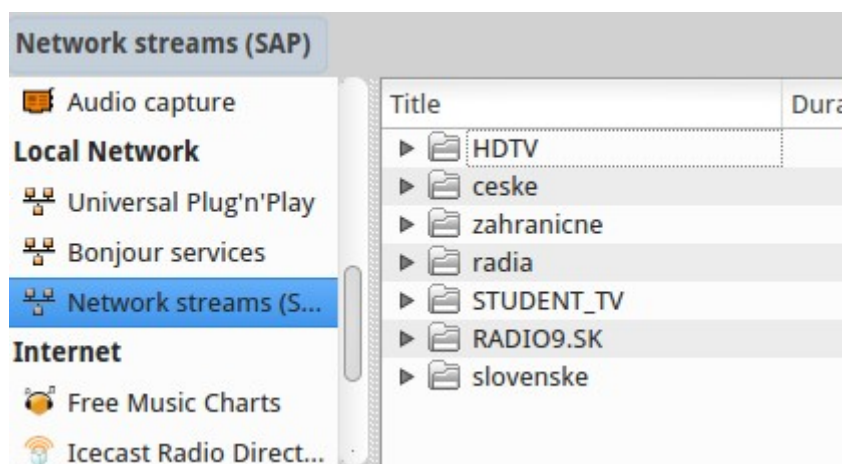 Network streams (SAP)
Audio capture
Local Network
Universal Plug'n'Play
Bonjour services
Network streams (S...
Internet
Free Music Charts
Icecast Radio Direct...
Title
Dura
HDTV
ceske
zahranicne
radia
STUDENT_TV
RADIO9.SK
slovenske